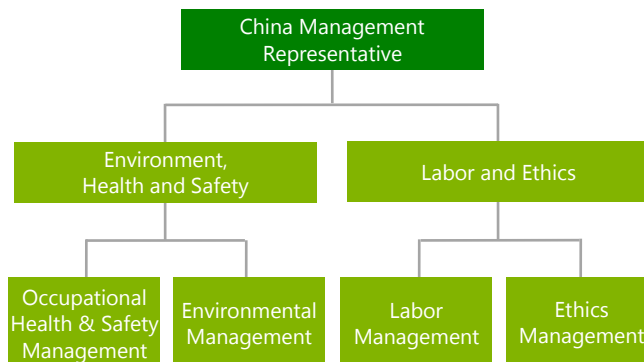 China Management
Representative
Environment,
Health and Safety
Labor and Ethics
Occupational
Health & Safety
Management
Environmental
Management
Labor
Management
Ethics
Management